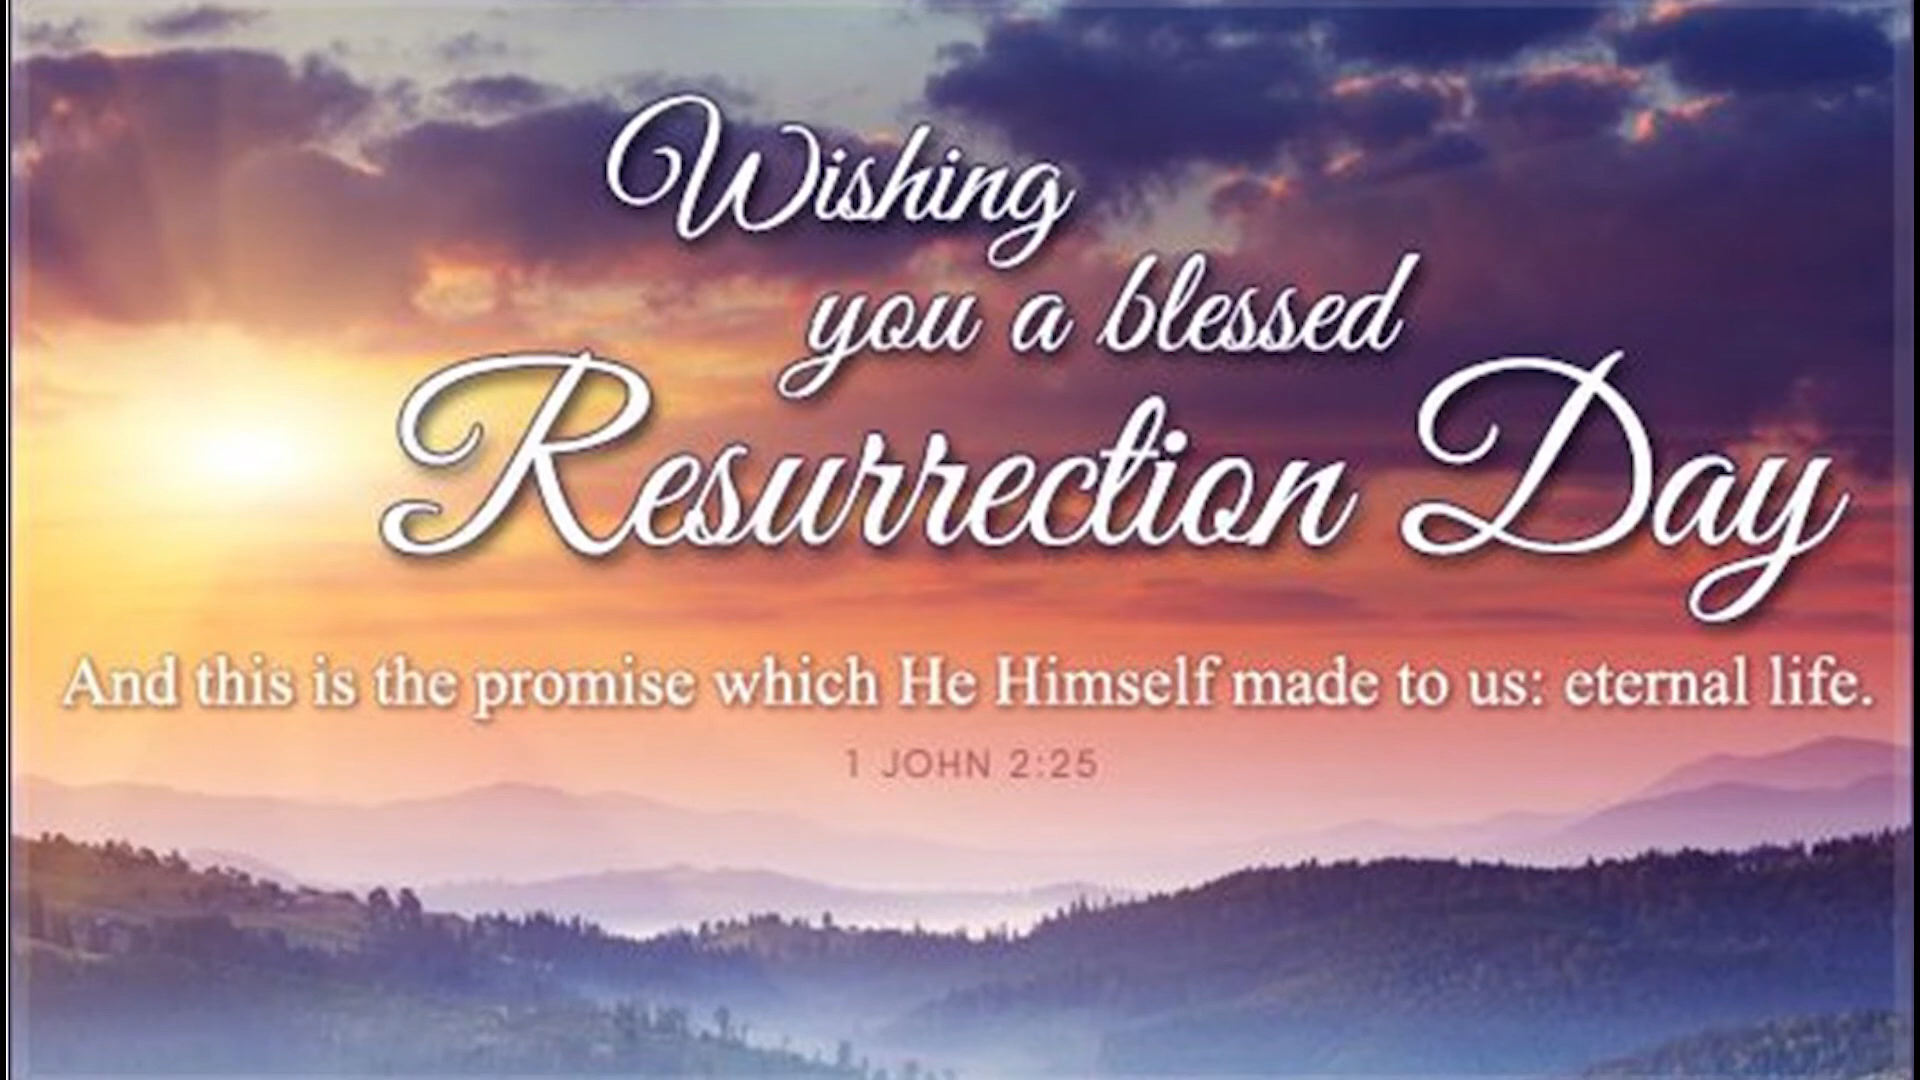 Wishing
you a blessed
Resurrection Day
And this is the promise which He Himself made to us: eternal life.
1 JOHN 2:25